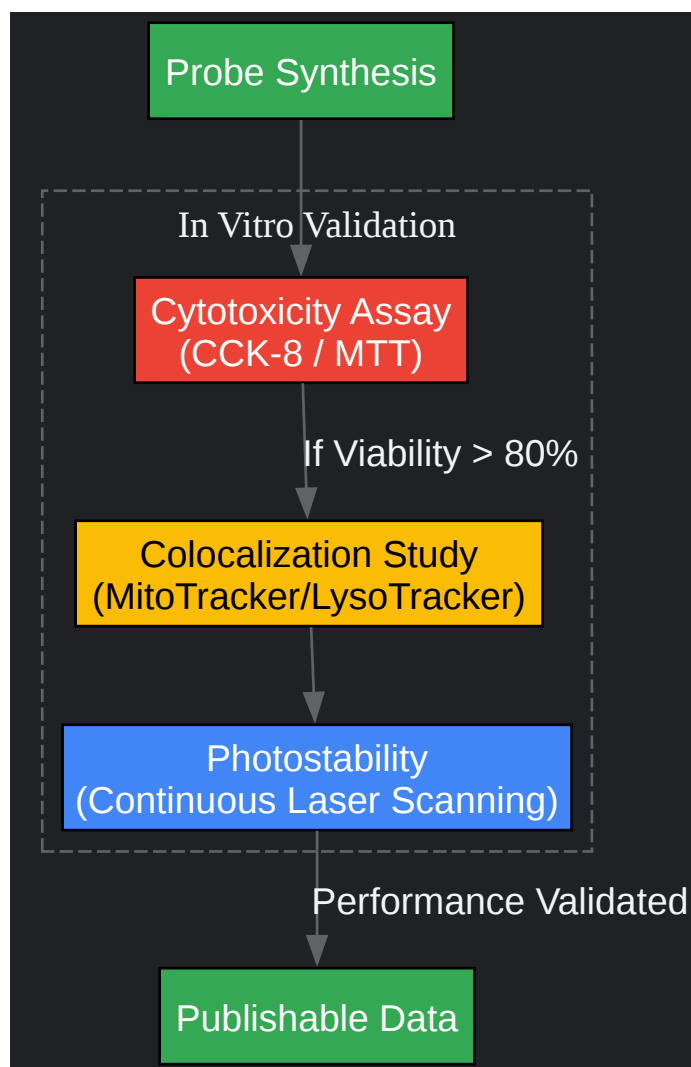 Probe Synthesis
In Vitro Validation
Cytotoxicity Assay
(CCK-8 / MTT)
If Viability > 80%
Colocalization Study
(MitoTracker/LysoTracker)
Photostability
(Continuous Laser Scanning)
Performance Validated
Publishable Data